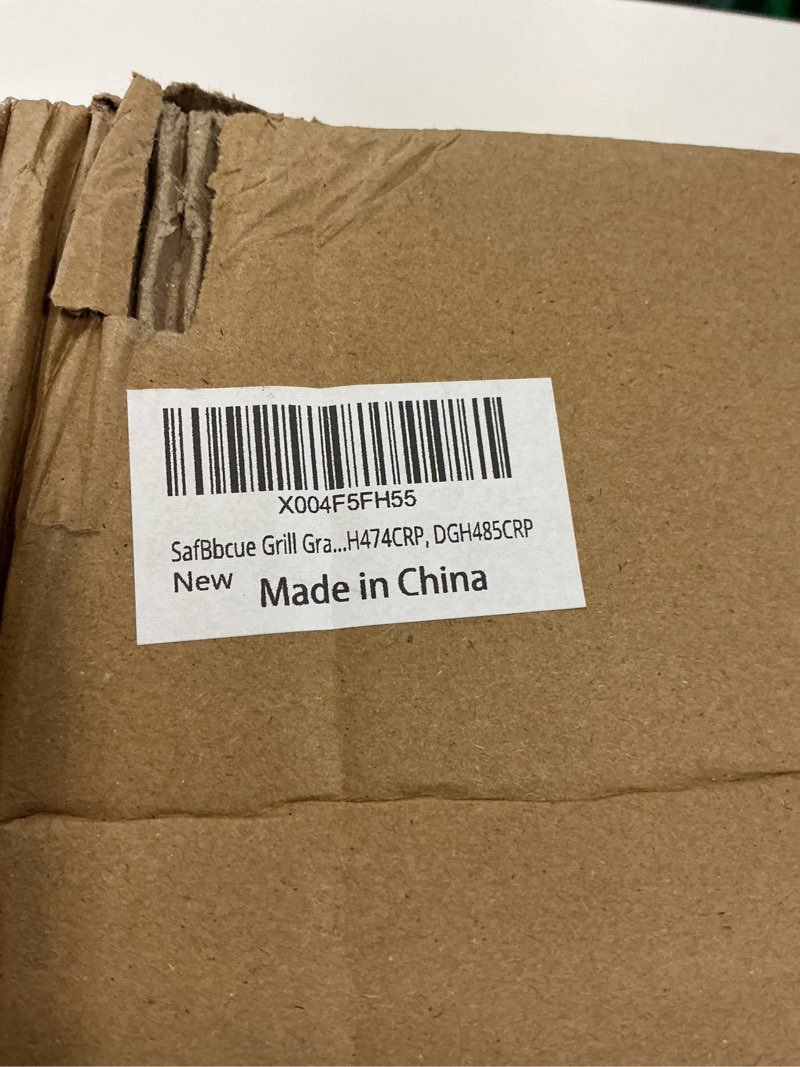 X004F5FH55
SafBbcue Grill Gra...H474CRP, DGH485CRP
New Made in China